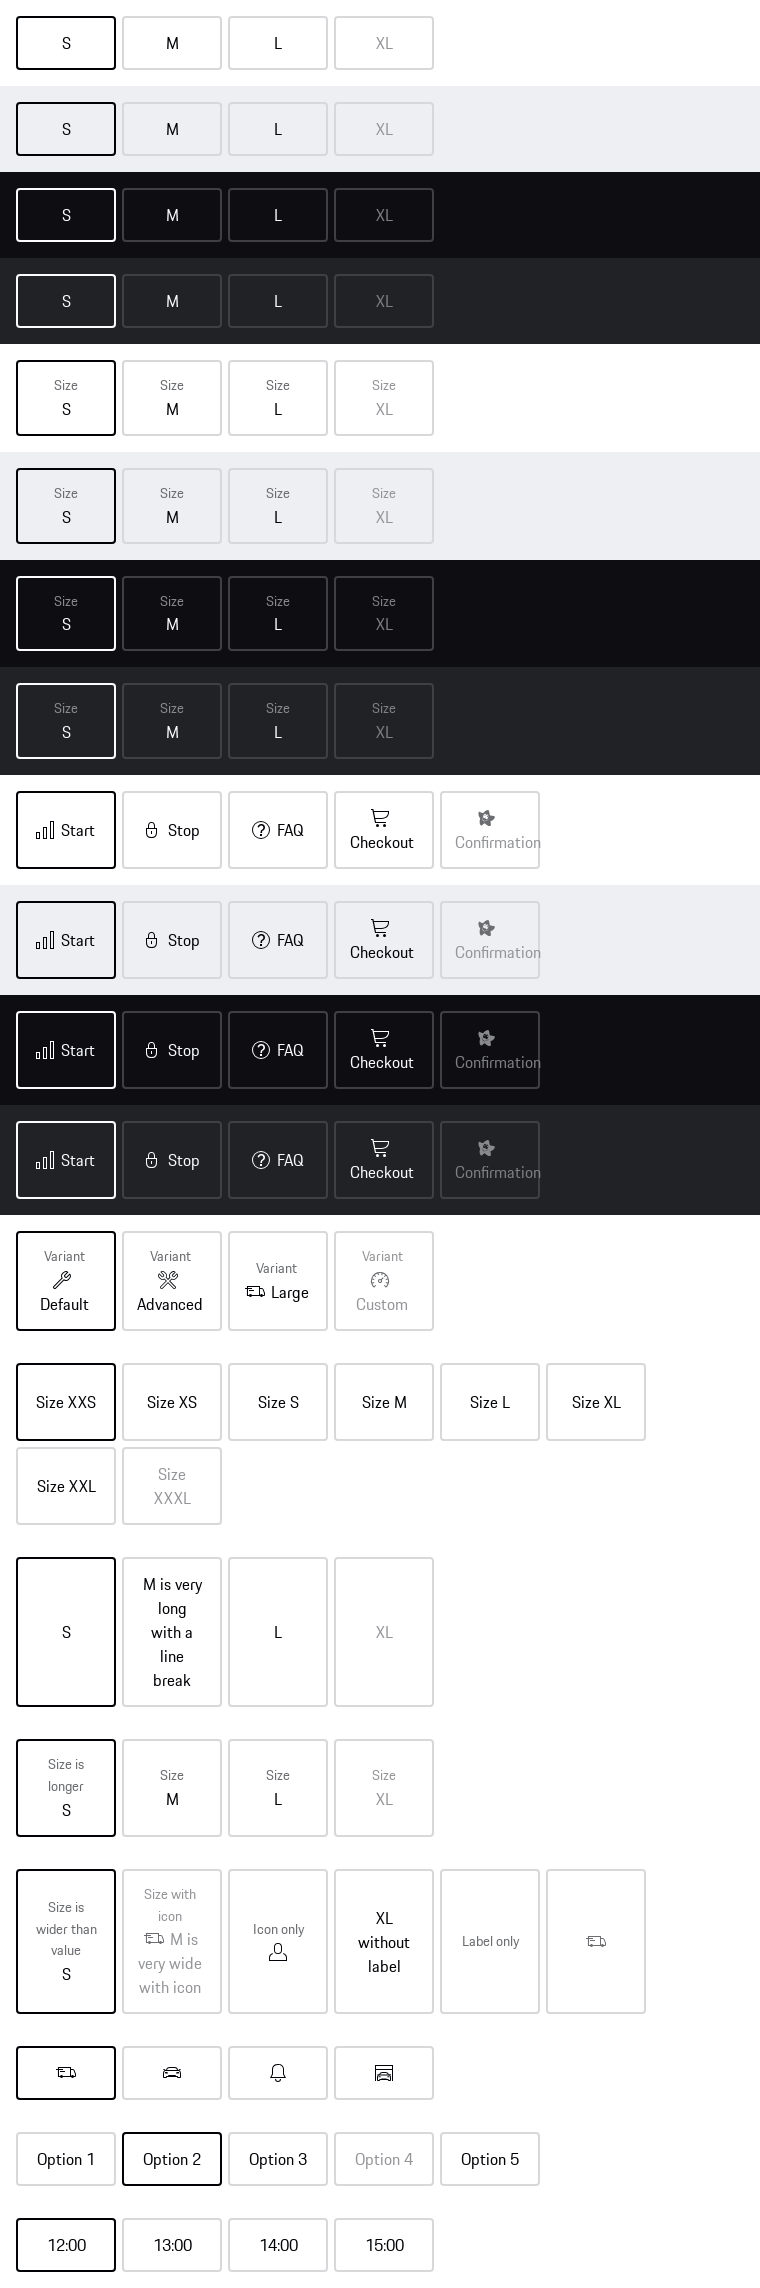 S M L XL
S M L XL
S M L XL
S M L XL
Size Size Size Size
S M L XL
Size Size Size Size
S M L XL
Size Size Size Size
S M L XL
Size Size Size Size
S M L XL
Start Stop FAQ Checkout Confirmation
Start Stop FAQ Checkout Confirmation
Start Stop FAQ Checkout Confirmation
Start Stop FAQ Checkout Confirmation
Variant
Default
Variant
Advanced
Variant
Large
Variant
Custom
Size XXS Size XS Size S Size M Size L Size XL
Size XXL
Size
XXXL
S
M is very
long
with a
line
break
L
XL
Size is
longer
S
Size
M
Size
L
Size
XL
Size is
wider than
value
S
Size with
icon
M is
very wide
with icon
Icon only
XL
without
label
Label only
Option 1 Option 2 Option 3 Option 4 Option 5
12:00 13:00 14:00 15:00